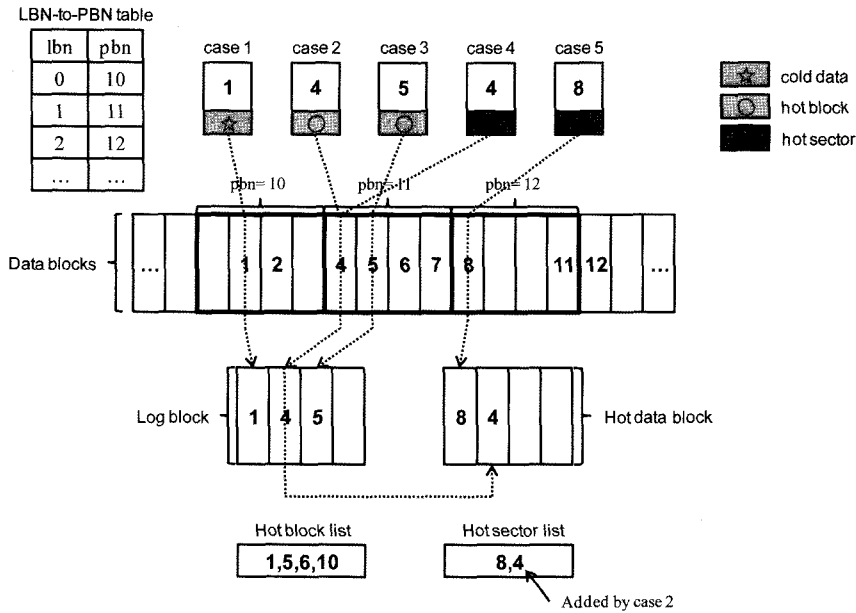 LBN-to-PBN table
lbn pbn
0 10
1 11
2 12
... ...
case 1 case 2 case 3 case 4 case 5
1 4 5 4 8
cold data
hot block
hot sector
pbn= 10 pbn= 11 pbn= 12
Data blocks ... 1 2 4 5 6 7 8 11 12 ...
Log block 1 4 5
8 4 Hot data block
Hot block list
1,5,6,10
Hot sector list
8,4
Added by case 2